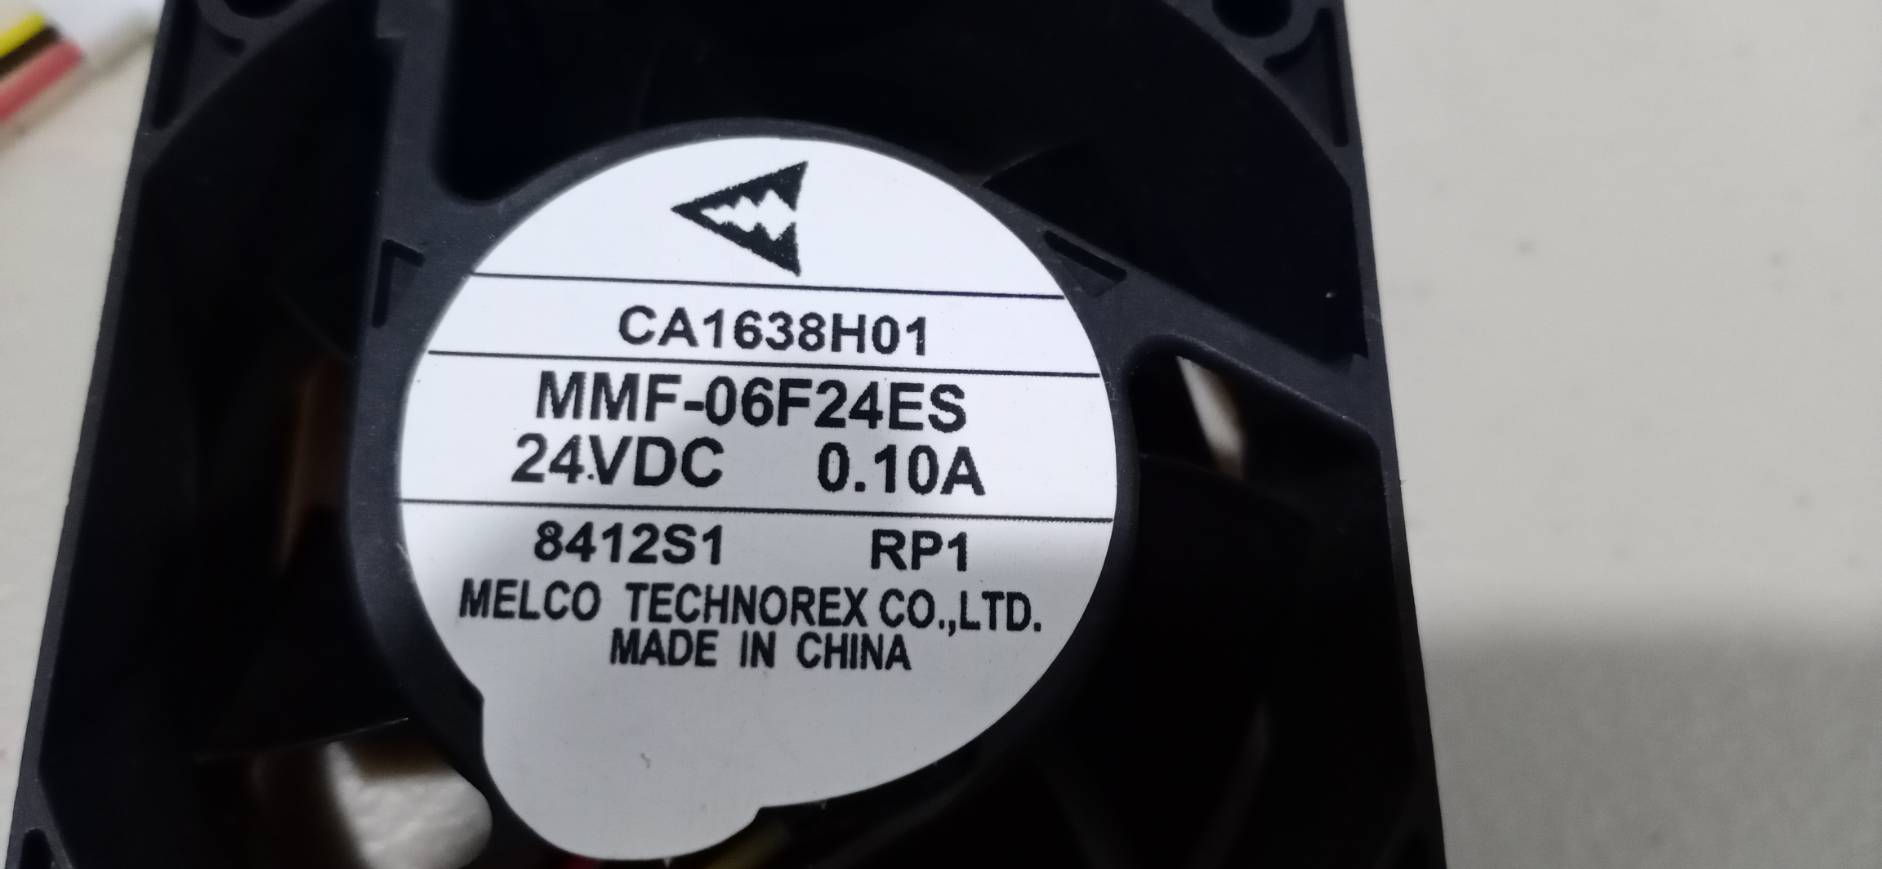 CA1638H01
MMF-06F24ES
24VDC 0.10A
8412S1 RP1
MELCO TECHNOREX CO.,LTD.
MADE IN CHINA